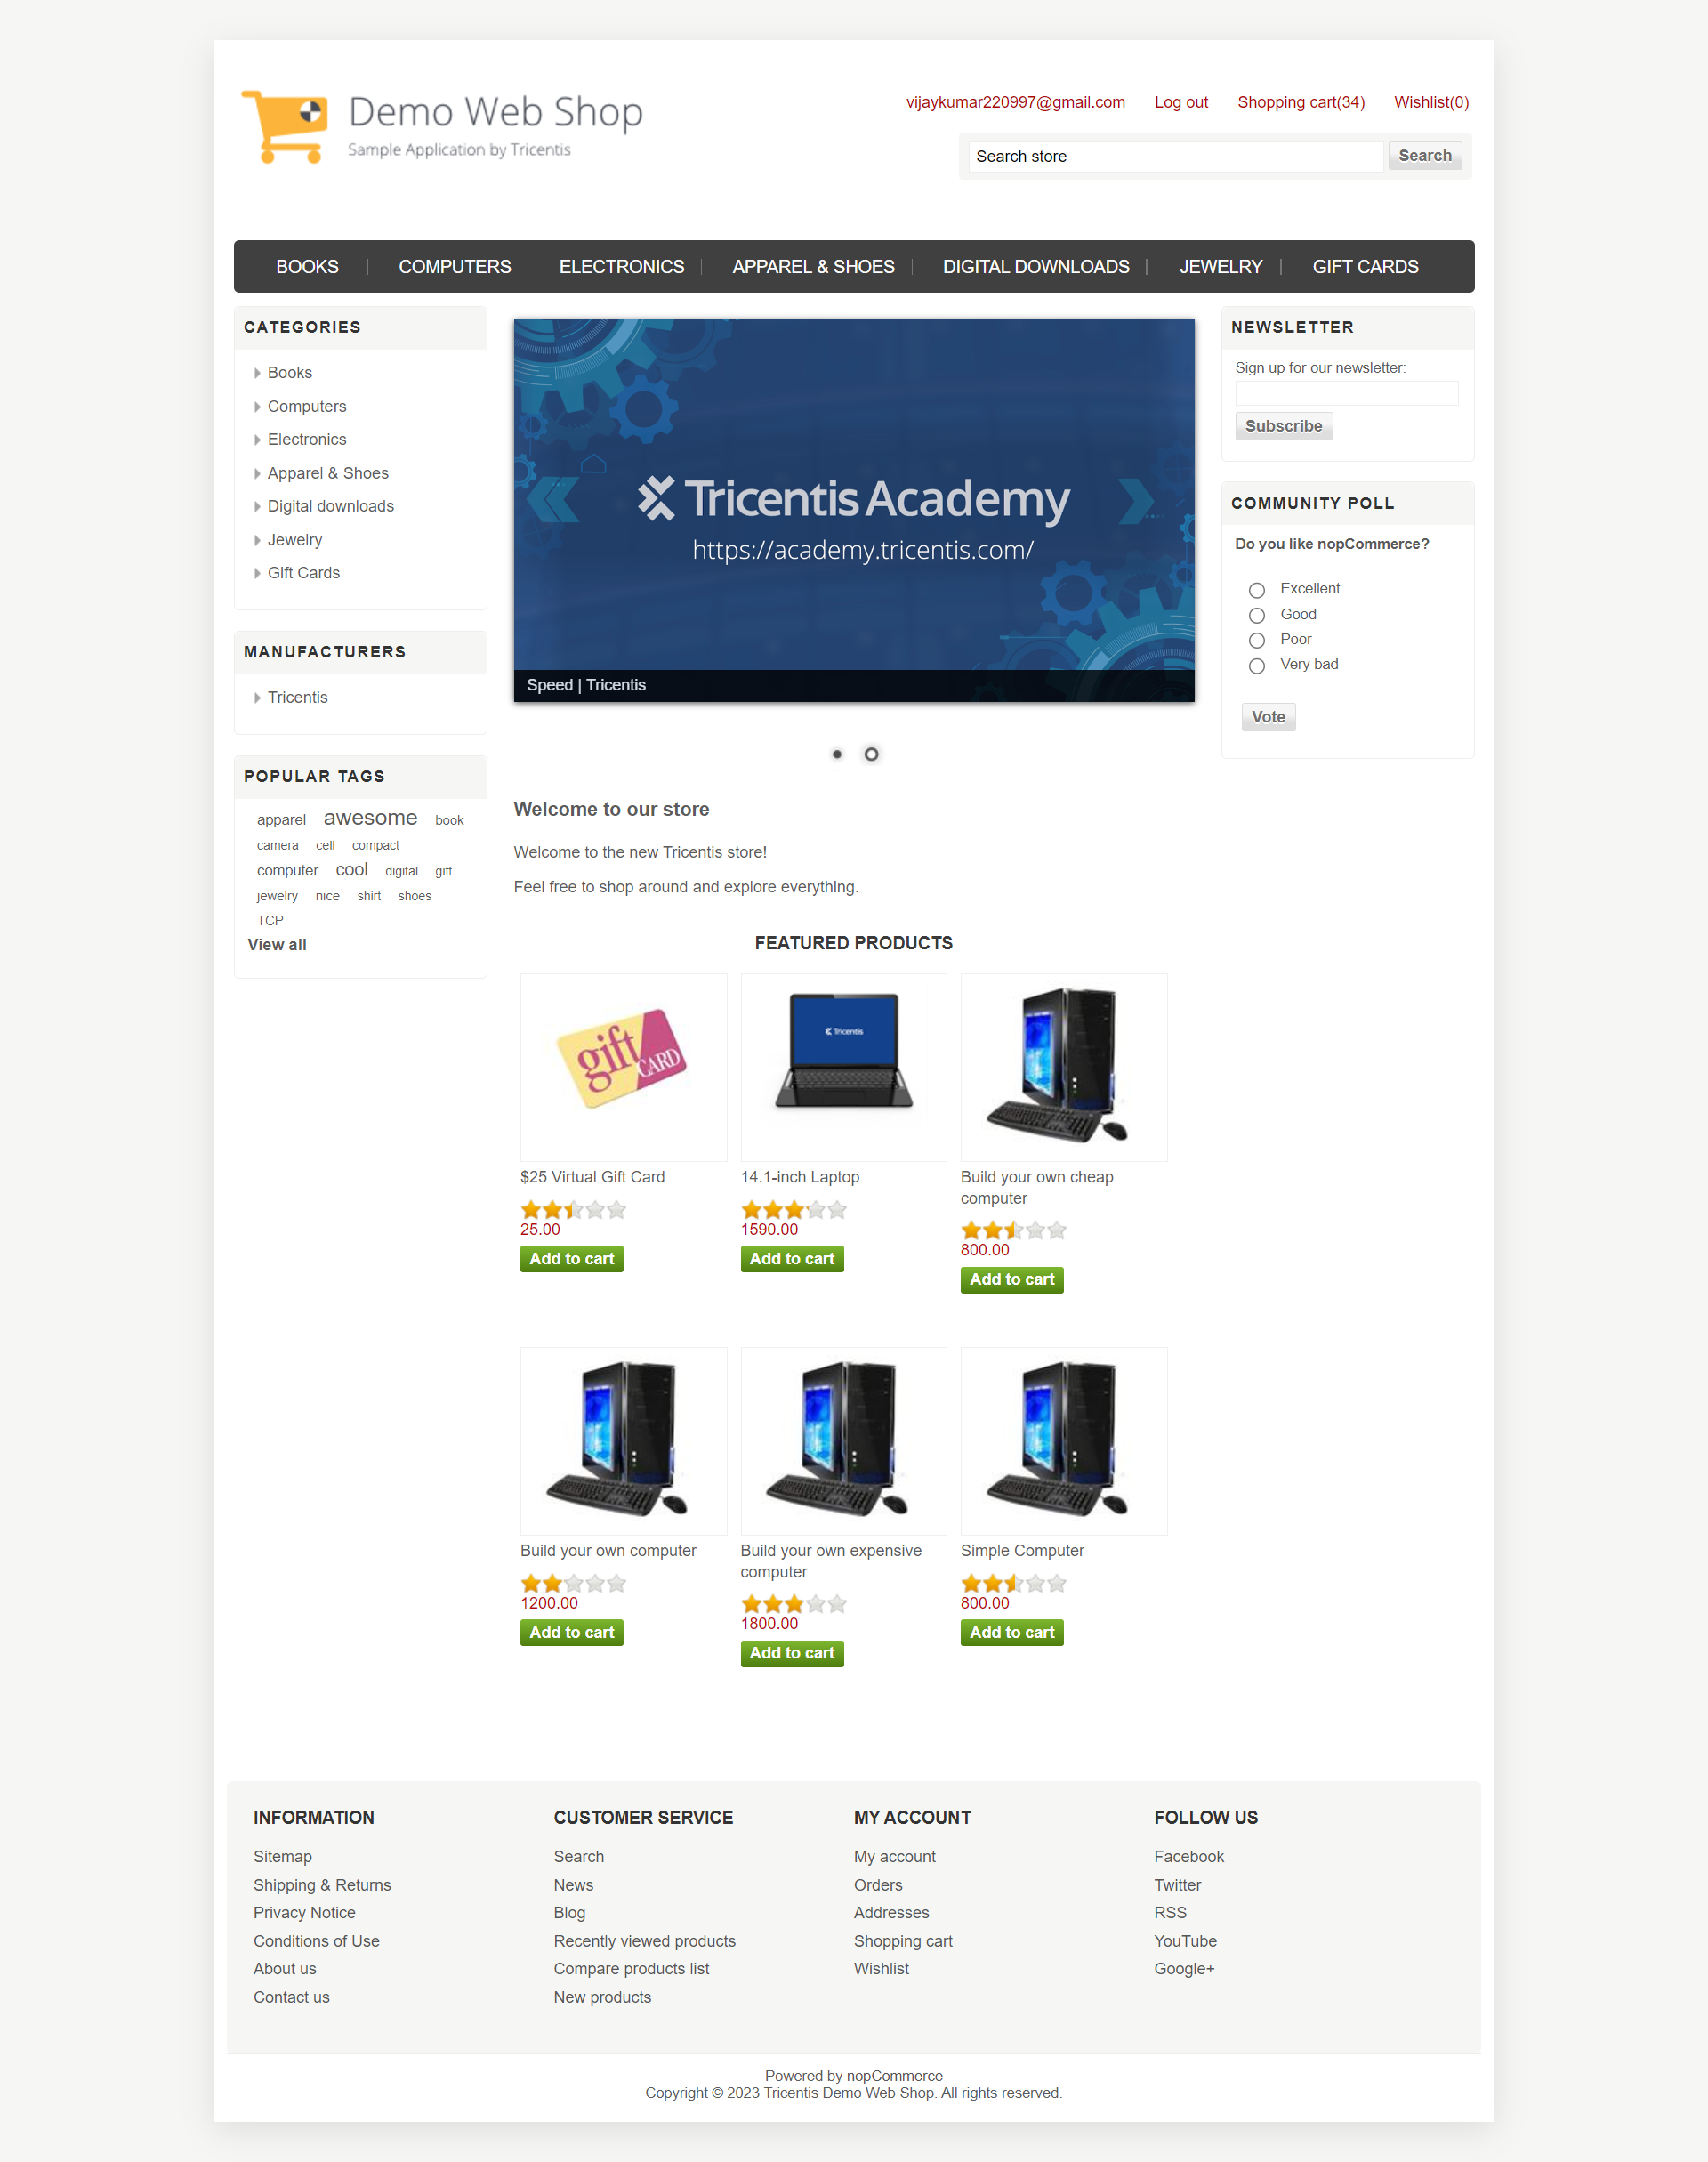 Demo Web Shop
Sample Application by Tricentis
vijaykumar220997@gmail.com Log out Shopping cart(34) Wishlist(0)
Search store Search
BOOKS COMPUTERS ELECTRONICS APPAREL & SHOES DIGITAL DOWNLOADS JEWELRY GIFT CARDS
CATEGORIES
Books
Computers
Electronics
Apparel & Shoes
Digital downloads
Jewelry
Gift Cards
MANUFACTURERS
Tricentis
POPULAR TAGS
apparel awesome book
camera cell compact
computer cool digital gift
jewelry nice shirt shoes
TCP
View all
Tricentis Academy
https://academy.tricentis.com/
Speed | Tricentis
Welcome to our store
Welcome to the new Tricentis store!
Feel free to shop around and explore everything.
FEATURED PRODUCTS
gift
CARD
$25 Virtual Gift Card
25.00
Add to cart
Tricentis
14.1-inch Laptop
1590.00
Add to cart
Build your own cheap
computer
800.00
Add to cart
Build your own computer
1200.00
Add to cart
Build your own expensive
computer
1800.00
Add to cart
Simple Computer
800.00
Add to cart
NEWSLETTER
Sign up for our newsletter:
Subscribe
COMMUNITY POLL
Do you like nopCommerce?
Excellent
Good
Poor
Very bad
Vote
INFORMATION
Sitemap
Shipping & Returns
Privacy Notice
Conditions of Use
About us
Contact us
CUSTOMER SERVICE
Search
News
Blog
Recently viewed products
Compare products list
New products
MY ACCOUNT
My account
Orders
Addresses
Shopping cart
Wishlist
FOLLOW US
Facebook
Twitter
RSS
YouTube
Google+
Powered by nopCommerce
Copyright © 2023 Tricentis Demo Web Shop. All rights reserved.